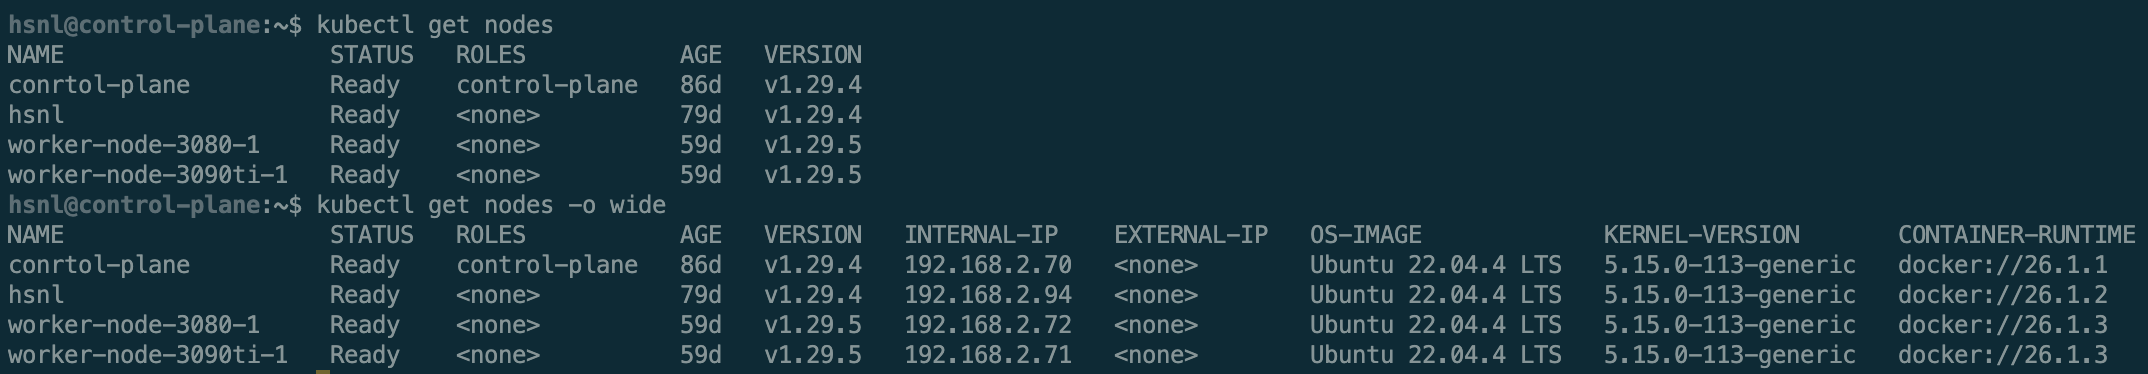 hsnl@control-plane:~$ kubectl get nodes
NAME STATUS ROLES AGE VERSION
conrtol-plane Ready control-plane 86d v1.29.4
hsnl Ready <none> 79d v1.29.4
worker-node-3080-1 Ready <none> 59d v1.29.5
worker-node-3090ti-1 Ready <none> 59d v1.29.5
hsnl@control-plane:~$ kubectl get nodes -o wide
NAME STATUS ROLES AGE VERSION INTERNAL-IP EXTERNAL-IP OS-IMAGE KERNEL-VERSION CONTAINER-RUNTIME
conrtol-plane Ready control-plane 86d v1.29.4 192.168.2.70 <none> Ubuntu 22.04.4 LTS 5.15.0-113-generic docker://26.1.1
hsnl Ready <none> 79d v1.29.4 192.168.2.94 <none> Ubuntu 22.04.4 LTS 5.15.0-113-generic docker://26.1.2
worker-node-3080-1 Ready <none> 59d v1.29.5 192.168.2.72 <none> Ubuntu 22.04.4 LTS 5.15.0-113-generic docker://26.1.3
worker-node-3090ti-1 Ready <none> 59d v1.29.5 192.168.2.71 <none> Ubuntu 22.04.4 LTS 5.15.0-113-generic docker://26.1.3